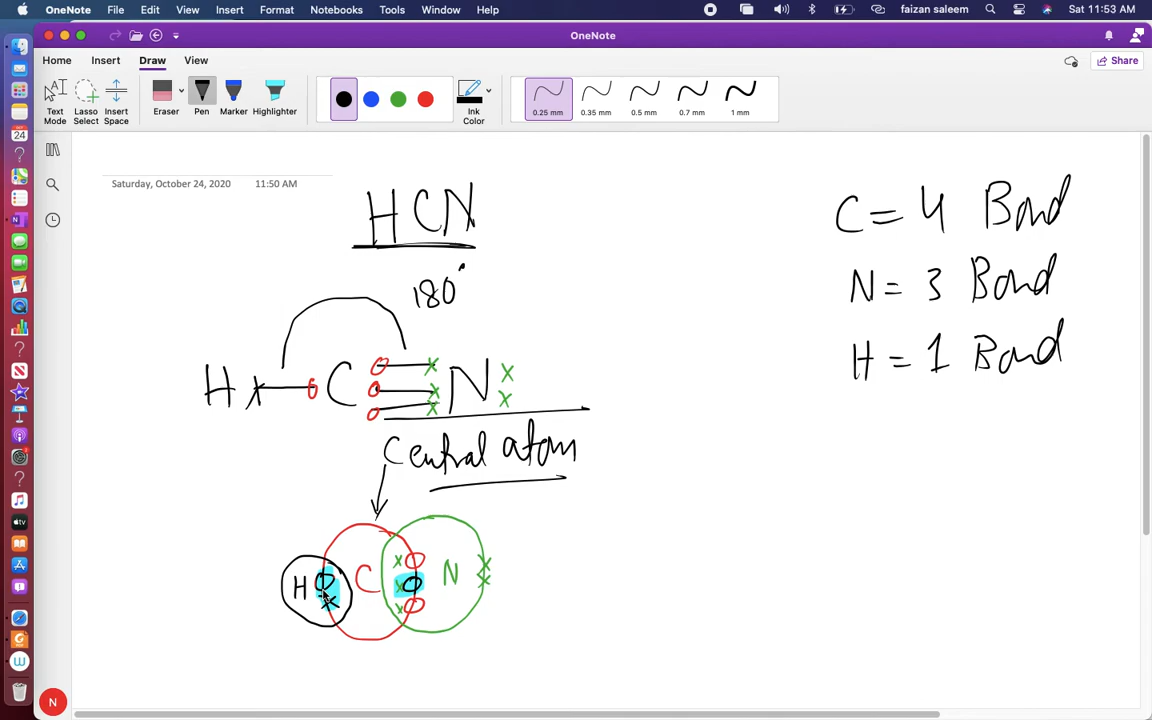 OneNote File Edit View Insert Format Notebooks Tools Window Help faizan saleem Sat 11:53 AM
OneNote
Home Insert Draw View Share
Text Mode Lasso Select Insert Space Eraser Pen Marker Highlighter Ink Color 0.25 mm 0.35 mm 0.5 mm 0.7 mm 1 mm
Saturday, October 24, 2020 11:50 AM
HCN
180°
H x o C o x N x
o x x
o x
Central atom
C = 4 Bond
N = 3 Bond
H = 1 Bond
H C N
N